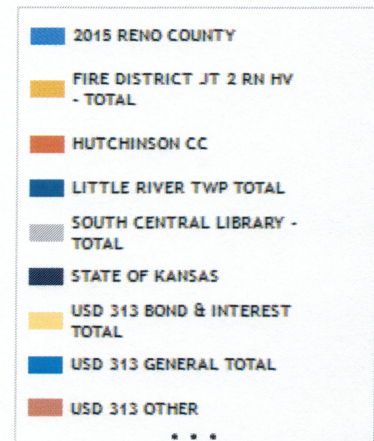 2015 RENO COUNTY
FIRE DISTRICT JT 2 RN HV
- TOTAL
HUTCHINSON CC
LITTLE RIVER TWP TOTAL
SOUTH CENTRAL LIBRARY -
TOTAL
STATE OF KANSAS
USD 313 BOND & INTEREST
TOTAL
USD 313 GENERAL TOTAL
USD 313 OTHER
• • •